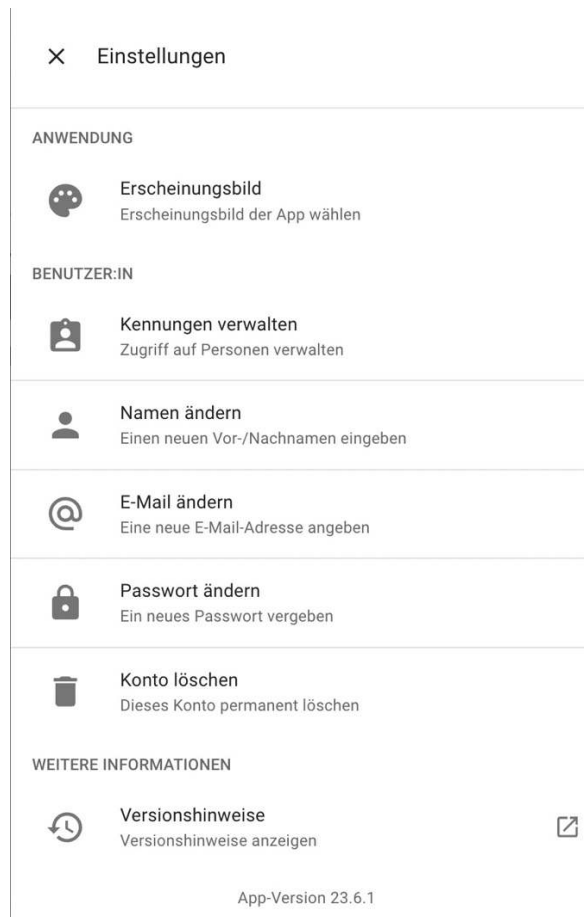 Einstellungen
ANWENDUNG
Erscheinungsbild
Erscheinungsbild der App wählen
BENUTZER:IN
Kennungen verwalten
Zugriff auf Personen verwalten
Namen ändern
Einen neuen Vor-/Nachnamen eingeben
E-Mail ändern
Eine neue E-Mail-Adresse angeben
Passwort ändern
Ein neues Passwort vergeben
Konto löschen
Dieses Konto permanent löschen
WEITERE INFORMATIONEN
Versionshinweise
Versionshinweise anzeigen
App-Version 23.6.1